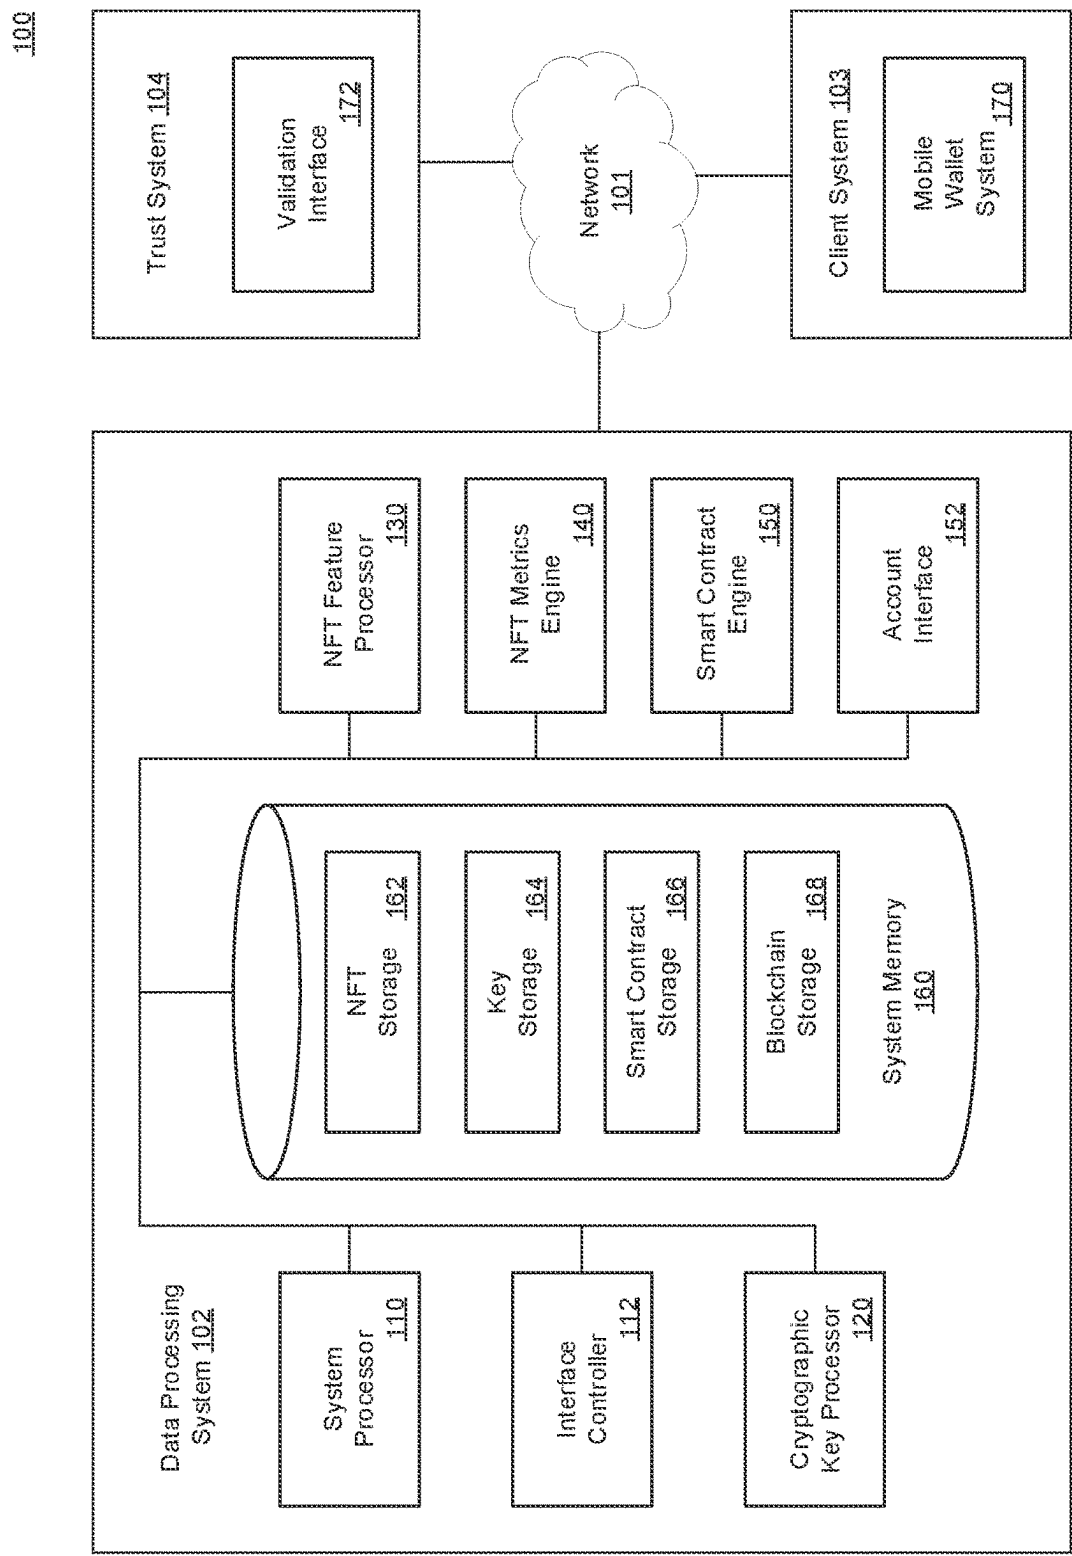 100
Data Processing
System 102
System
Processor
110
Interface
Controller
112
Cryptographic
Key Processor
120
NFT
Storage
162
Key
Storage
164
Smart Contract
Storage
166
Blockchain
Storage
168
System Memory
160
NFT Feature
Processor
130
NFT Metrics
Engine
140
Smart Contract
Engine
150
Account
Interface
152
Network
101
Trust System 104
Validation
Interface
172
Client System 103
Mobile
Wallet
System
170